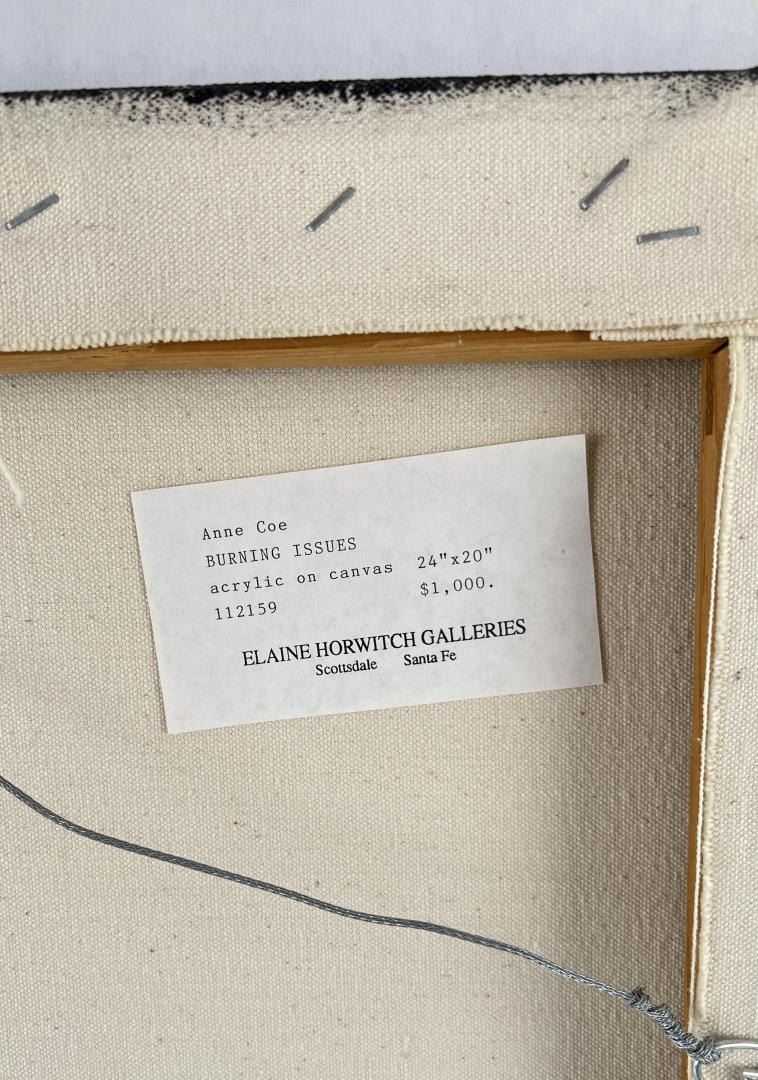 Anne Coe
BURNING ISSUES
acrylic on canvas 24"x20"
112159 $1,000.
ELAINE HORWITCH GALLERIES
Scottsdale Santa Fe